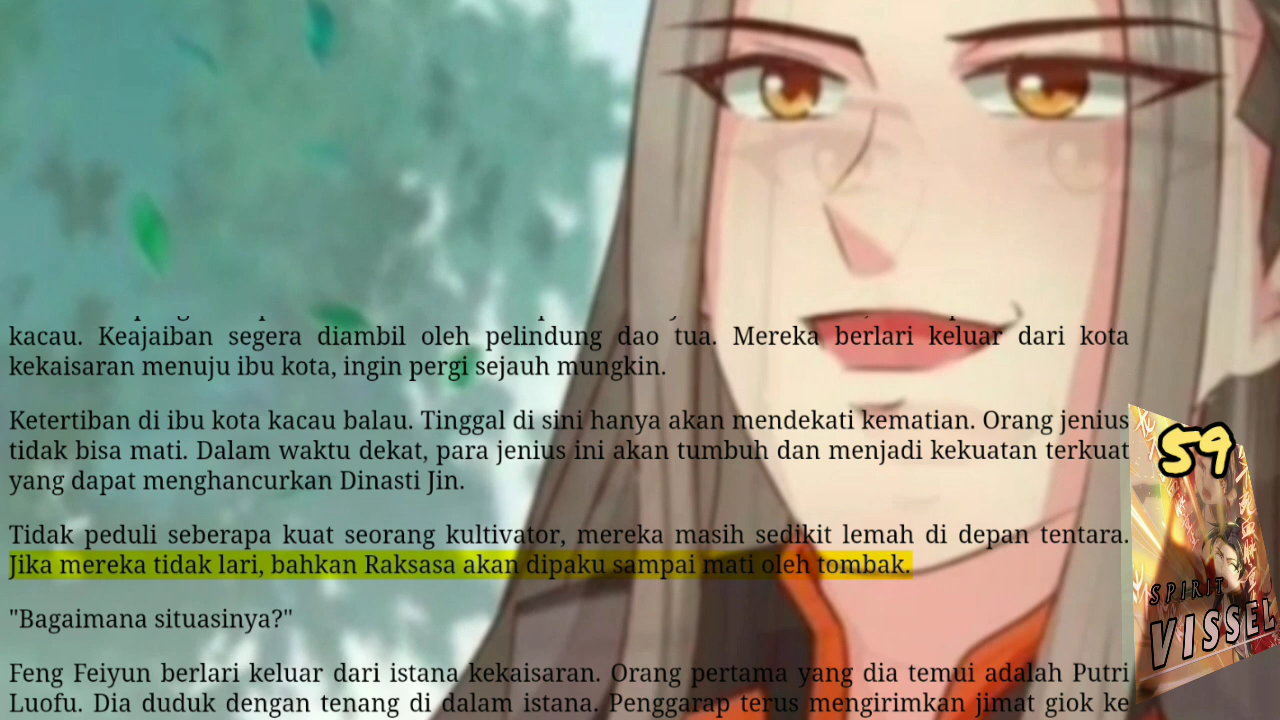 kacau. Keajaiban segera diambil oleh pelindung dao tua. Mereka berlari keluar dari kota
kekaisaran menuju ibu kota, ingin pergi sejauh mungkin.
Ketertiban di ibu kota kacau balau. Tinggal di sini hanya akan mendekati kematian. Orang jenius
tidak bisa mati. Dalam waktu dekat, para jenius ini akan tumbuh dan menjadi kekuatan terkuat
yang dapat menghancurkan Dinasti Jin.
Tidak peduli seberapa kuat seorang kultivator, mereka masih sedikit lemah di depan tentara.
Jika mereka tidak lari, bahkan Raksasa akan dipaku sampai mati oleh tombak.
"Bagaimana situasinya?"
Feng Feiyun berlari keluar dari istana kekaisaran. Orang pertama yang dia temui adalah Putri
Luofu. Dia duduk dengan tenang di dalam istana. Penggarap terus mengirimkan jimat giok ke
59
SPIRIT
VISSEL